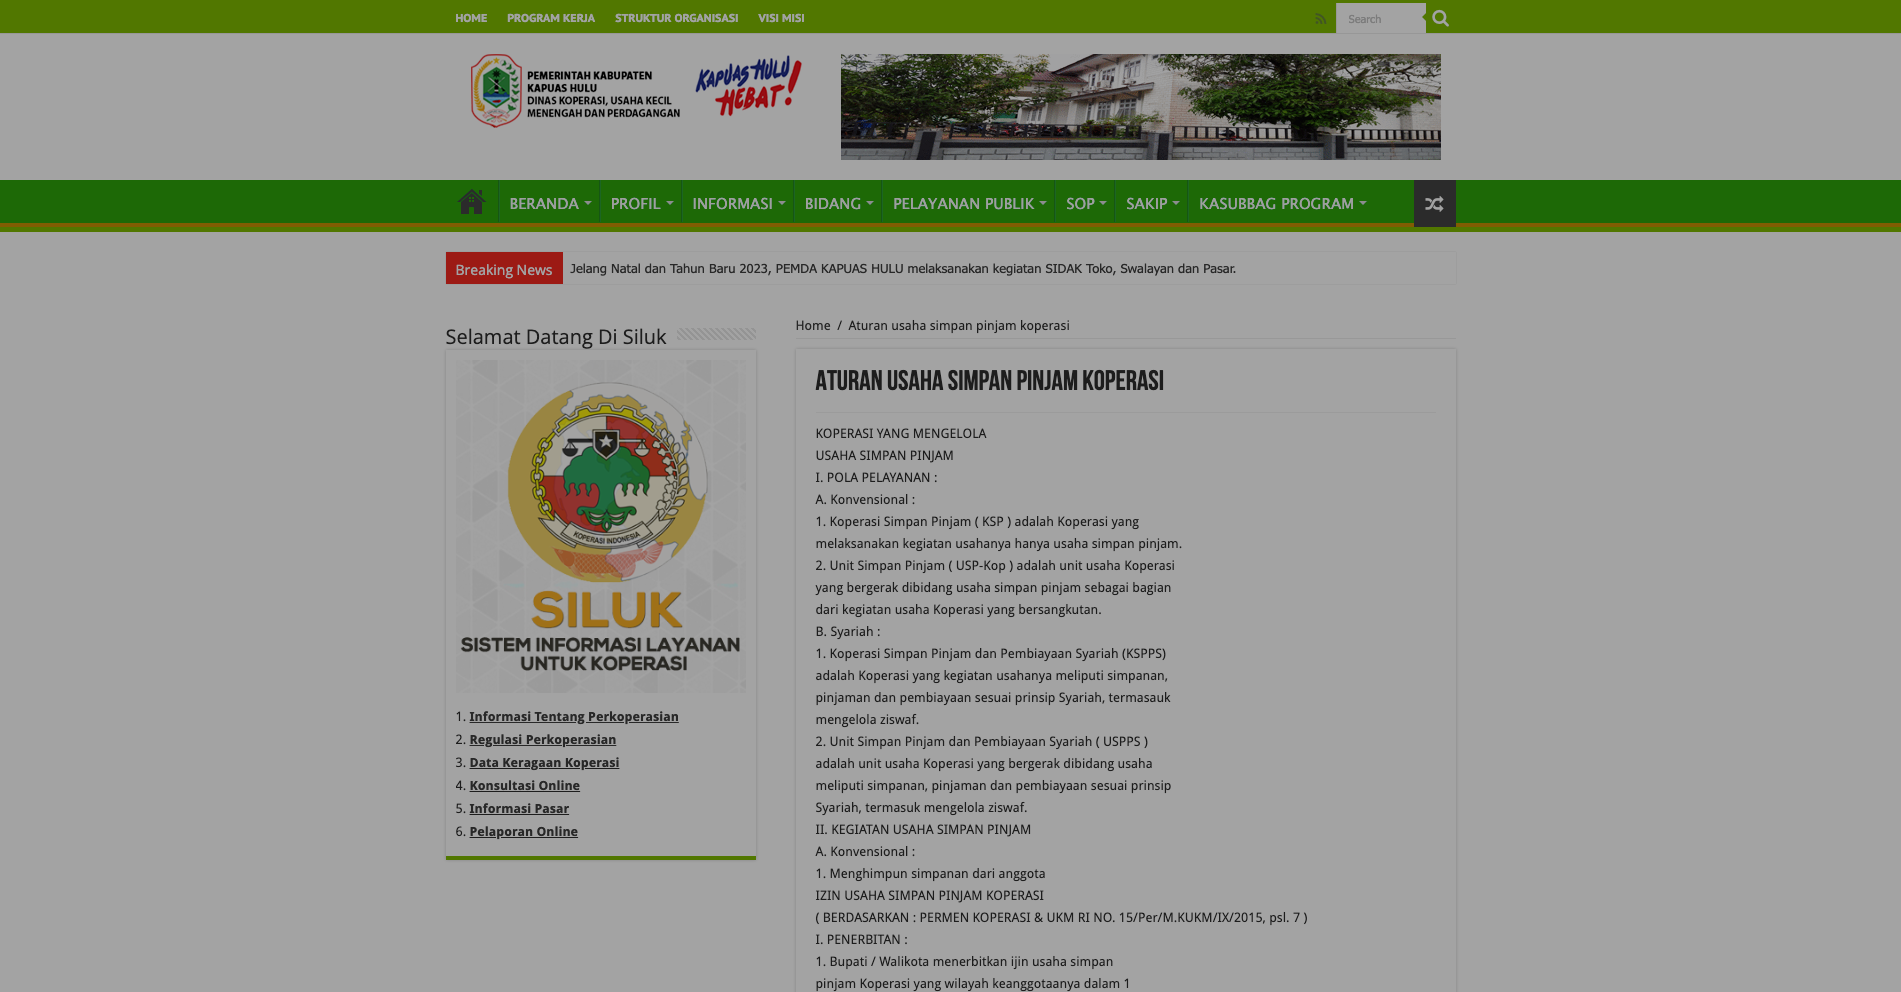 HOME PROGRAM KERJA STRUKTUR ORGANISASI VISI MISI
Search
PEMERINTAH KABUPATEN
KAPUAS HULU
DINAS KOPERASI, USAHA KECIL
MENENGAH DAN PERDAGANGAN
KAPUAS HULU
HEBAT!
BERANDA PROFIL INFORMASI BIDANG PELAYANAN PUBLIK SOP SAKIP KASUBBAG PROGRAM
Breaking News Jelang Natal dan Tahun Baru 2023, PEMDA KAPUAS HULU melaksanakan kegiatan SIDAK Toko, Swalayan dan Pasar.
Selamat Datang Di Siluk
KOPERASI INDONESIA
SILUK
SISTEM INFORMASI LAYANAN
UNTUK KOPERASI
1. Informasi Tentang Perkoperasian
2. Regulasi Perkoperasian
3. Data Keragaan Koperasi
4. Konsultasi Online
5. Informasi Pasar
6. Pelaporan Online
Home / Aturan usaha simpan pinjam koperasi
ATURAN USAHA SIMPAN PINJAM KOPERASI
KOPERASI YANG MENGELOLA
USAHA SIMPAN PINJAM
I. POLA PELAYANAN :
A. Konvensional :
1. Koperasi Simpan Pinjam ( KSP ) adalah Koperasi yang
melaksanakan kegiatan usahanya hanya usaha simpan pinjam.
2. Unit Simpan Pinjam ( USP-Kop ) adalah unit usaha Koperasi
yang bergerak dibidang usaha simpan pinjam sebagai bagian
dari kegiatan usaha Koperasi yang bersangkutan.
B. Syariah :
1. Koperasi Simpan Pinjam dan Pembiayaan Syariah (KSPPS)
adalah Koperasi yang kegiatan usahanya meliputi simpanan,
pinjaman dan pembiayaan sesuai prinsip Syariah, termasauk
mengelola ziswaf.
2. Unit Simpan Pinjam dan Pembiayaan Syariah ( USPPS )
adalah unit usaha Koperasi yang bergerak dibidang usaha
meliputi simpanan, pinjaman dan pembiayaan sesuai prinsip
Syariah, termasuk mengelola ziswaf.
II. KEGIATAN USAHA SIMPAN PINJAM
A. Konvensional :
1. Menghimpun simpanan dari anggota
IZIN USAHA SIMPAN PINJAM KOPERASI
( BERDASARKAN : PERMEN KOPERASI & UKM RI NO. 15/Per/M.KUKM/IX/2015, psl. 7 )
I. PENERBITAN :
1. Bupati / Walikota menerbitkan ijin usaha simpan
pinjam Koperasi yang wilayah keanggotaanya dalam 1